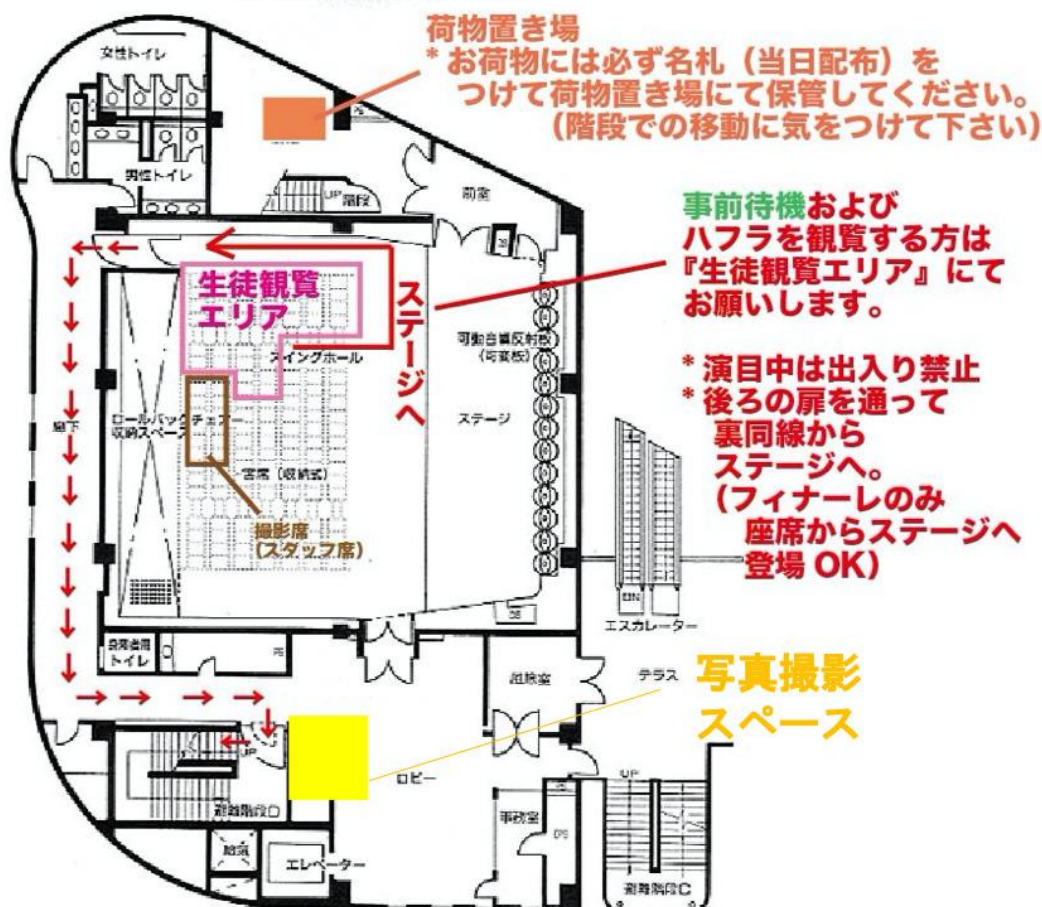 荷物置き場
* お荷物には必ず名札（当日配布）を
つけて荷物置き場にて保管してください。
（階段での移動に気をつけて下さい）
女性トイレ
男性トイレ
UP
階段
前室
事前待機および
ハフラを観覧する方は
『生徒観覧エリア』にて
お願いします。
* 演目中は出入り禁止
* 後ろの扉を通って
裏同線から
ステージへ。
（フィナーレのみ
座席からステージへ
登場 OK）
生徒観覧
エリア
ステージへ
スイングホール
可動音響反射板
（可変板）
ステージ
廊下
ロールバックチェアー
収納スペース
客席（収納式）
撮影席
（スタッフ席）
DN
エスカレーター
トイレ
風除室
テラス
写真撮影
スペース
UP
避難階段D
ロビー
UP
事務室
エレベーター
避難階段C